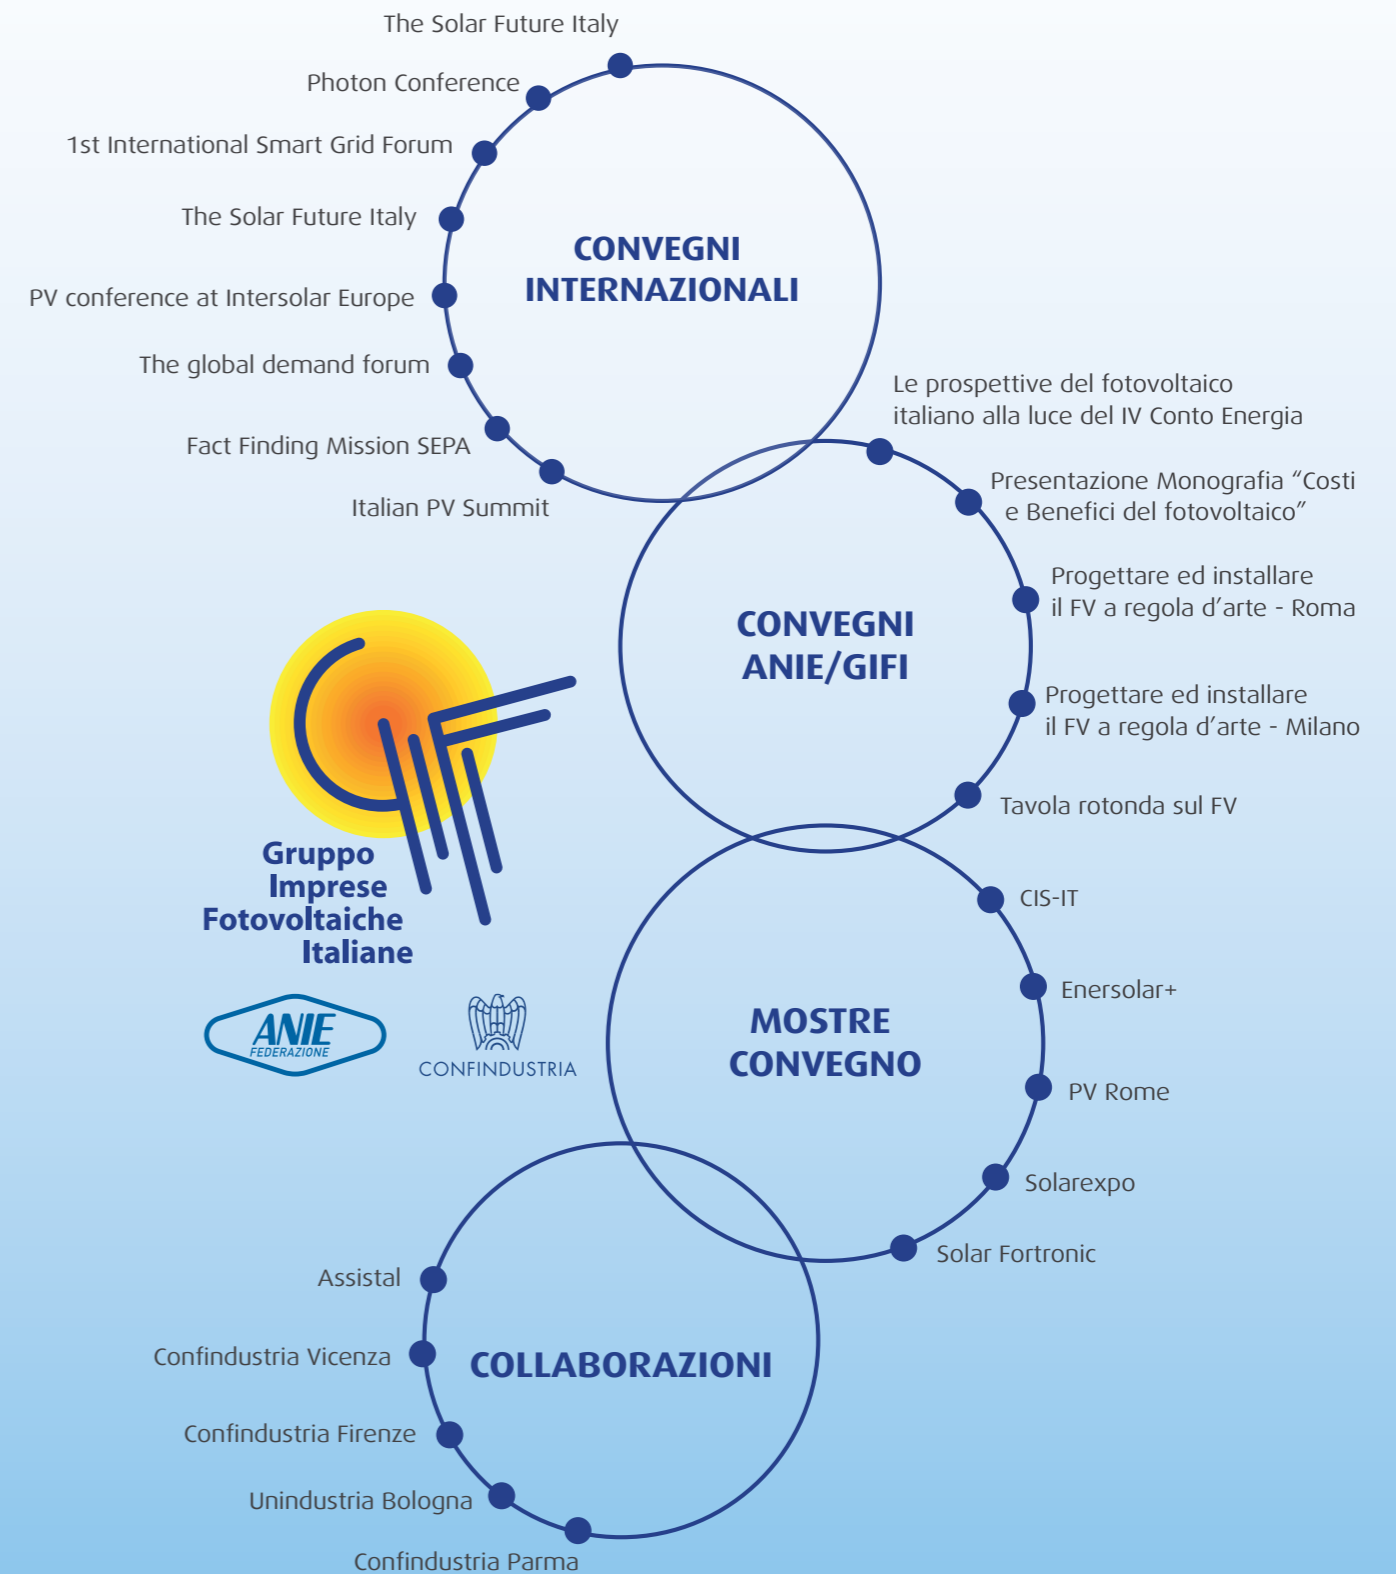 The Solar Future Italy
Photon Conference
1st International Smart Grid Forum
The Solar Future Italy
PV conference at Intersolar Europe
The global demand forum
Fact Finding Mission SEPA
Italian PV Summit
CONVEGNI
INTERNAZIONALI
Le prospettive del fotovoltaico
italiano alla luce del IV Conto Energia
Presentazione Monografia “Costi
e Benefici del fotovoltaico”
Progettare ed installare
il FV a regola d’arte - Roma
Progettare ed installare
il FV a regola d’arte - Milano
Tavola rotonda sul FV
CONVEGNI
ANIE/GIFI
Gruppo
Imprese
Fotovoltaiche
Italiane
ANIE
FEDERAZIONE
CONFINDUSTRIA
CIS-IT
Enersolar+
PV Rome
Solarexpo
Solar Fortronic
MOSTRE
CONVEGNO
Assistal
Confindustria Vicenza
Confindustria Firenze
Unindustria Bologna
Confindustria Parma
COLLABORAZIONI